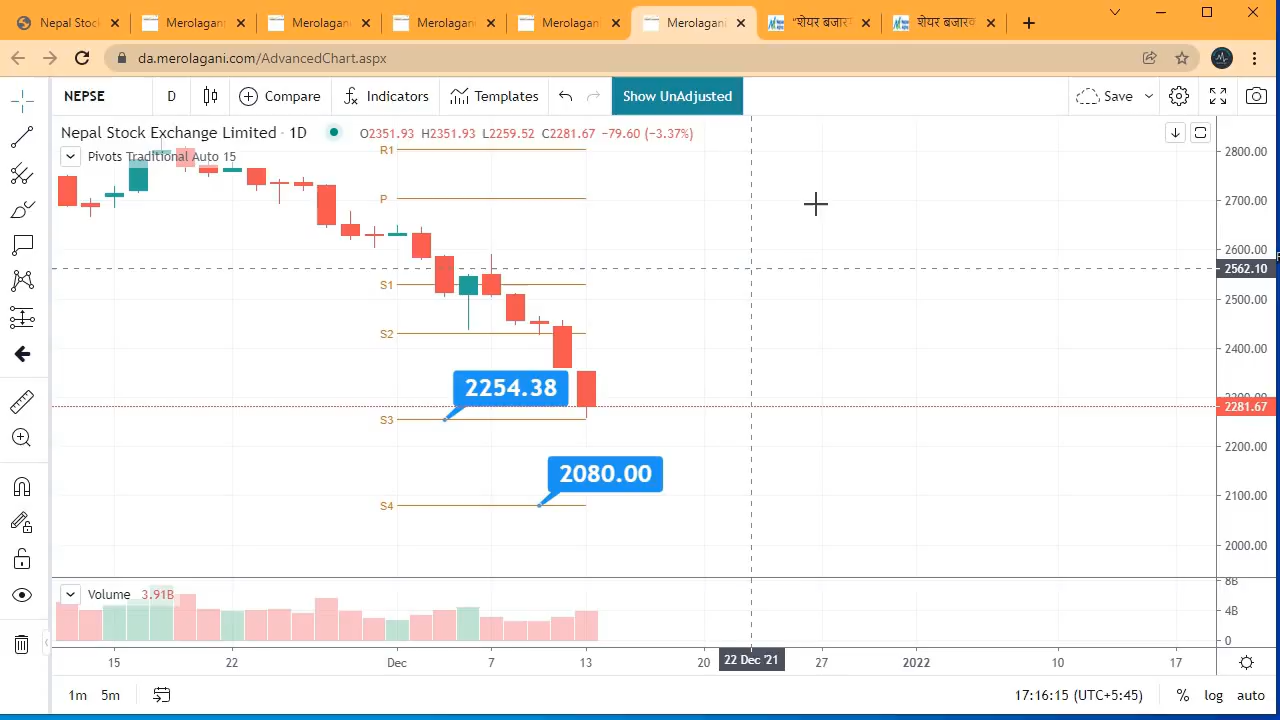 Nepal Stock
Merolagani
Merolagani
Merolagani
Merolagani
Merolagani
"शेयर बजारम
शेयर बजारक
da.merolagani.com/AdvancedChart.aspx
NEPSE D Compare Indicators Templates Show UnAdjusted Save
Nepal Stock Exchange Limited · 1D O2351.93 H2351.93 L2259.52 C2281.67 −79.60 (−3.37%)
Pivots Traditional Auto 15
R1
P
S1
S2
S3
S4
2254.38
2080.00
2800.00
2700.00
2600.00
2562.10
2500.00
2400.00
2281.67
2200.00
2100.00
2000.00
Volume 3.91B
8B
4B
0
15 22 Dec 7 13 20 22 Dec '21 27 2022 10 17
1m 5m 17:16:15 (UTC+5:45) % log auto